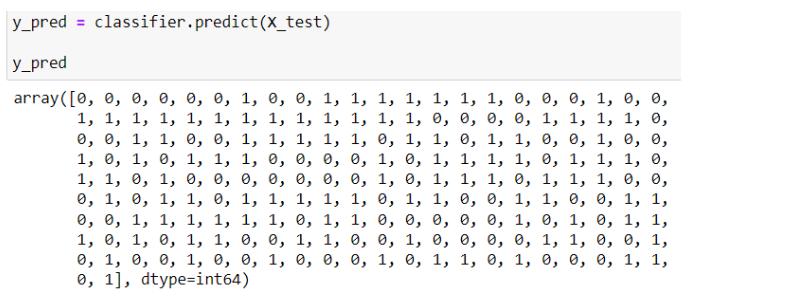 y_pred = classifier.predict(X_test)
y_pred
array([0, 0, 0, 0, 0, 0, 1, 0, 0, 1, 1, 1, 1, 1, 1, 1, 0, 0, 0, 1, 0, 0,
1, 1, 1, 1, 1, 1, 1, 1, 1, 1, 1, 1, 1, 0, 0, 0, 0, 1, 1, 1, 1, 0,
0, 0, 1, 1, 0, 0, 1, 1, 1, 1, 1, 0, 1, 1, 0, 1, 1, 0, 0, 1, 0, 0,
1, 0, 1, 0, 1, 1, 1, 0, 0, 0, 0, 1, 0, 1, 1, 1, 1, 0, 1, 1, 1, 0,
1, 1, 0, 1, 0, 0, 0, 0, 0, 0, 0, 1, 0, 1, 1, 1, 0, 1, 1, 1, 0, 0,
0, 1, 0, 1, 1, 0, 1, 1, 1, 1, 1, 0, 1, 1, 0, 0, 1, 1, 0, 0, 1, 1,
0, 0, 1, 1, 1, 1, 1, 1, 0, 1, 1, 0, 0, 0, 0, 0, 1, 0, 1, 0, 1, 1,
1, 0, 1, 0, 1, 1, 0, 0, 1, 1, 0, 0, 1, 0, 0, 0, 0, 1, 1, 0, 0, 1,
0, 1, 0, 0, 1, 0, 0, 1, 0, 0, 0, 1, 0, 1, 1, 0, 1, 0, 0, 0, 1, 1,
0, 1], dtype=int64)